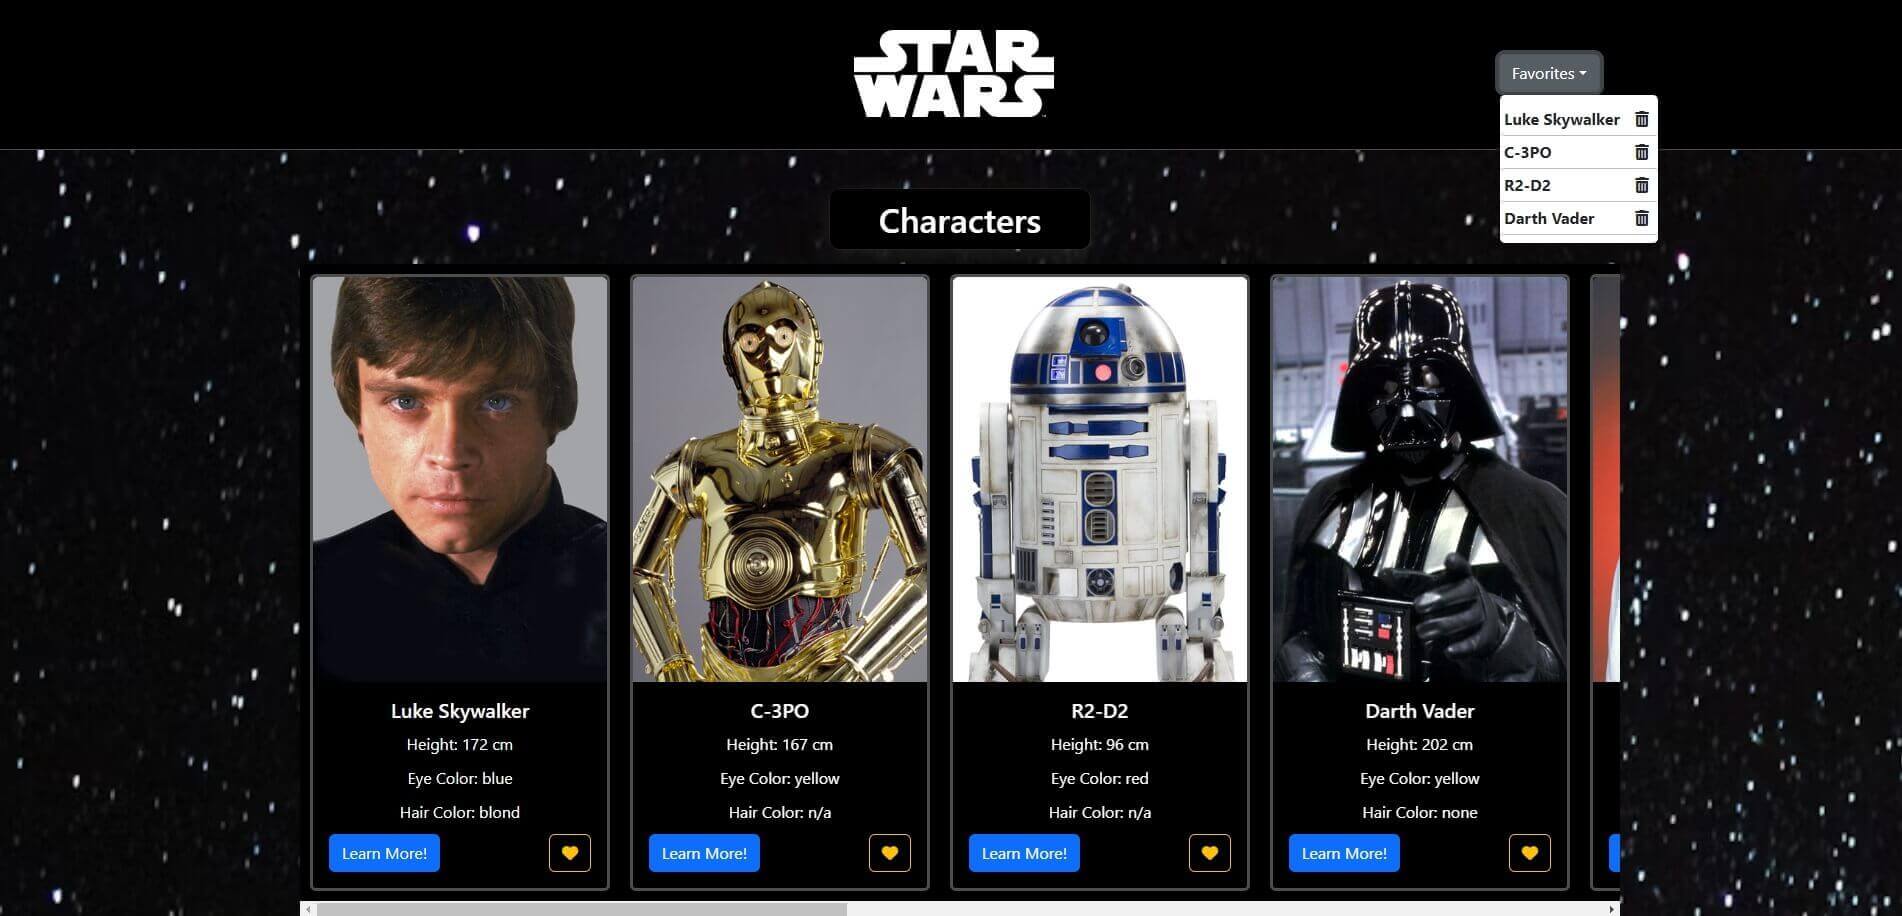 STAR
WARS
Favorites
Luke Skywalker
C-3PO
R2-D2
Darth Vader
Characters
Luke Skywalker
Height: 172 cm
Eye Color: blue
Hair Color: blond
Learn More!
C-3PO
Height: 167 cm
Eye Color: yellow
Hair Color: n/a
Learn More!
R2-D2
Height: 96 cm
Eye Color: red
Hair Color: n/a
Learn More!
Darth Vader
Height: 202 cm
Eye Color: yellow
Hair Color: none
Learn More!